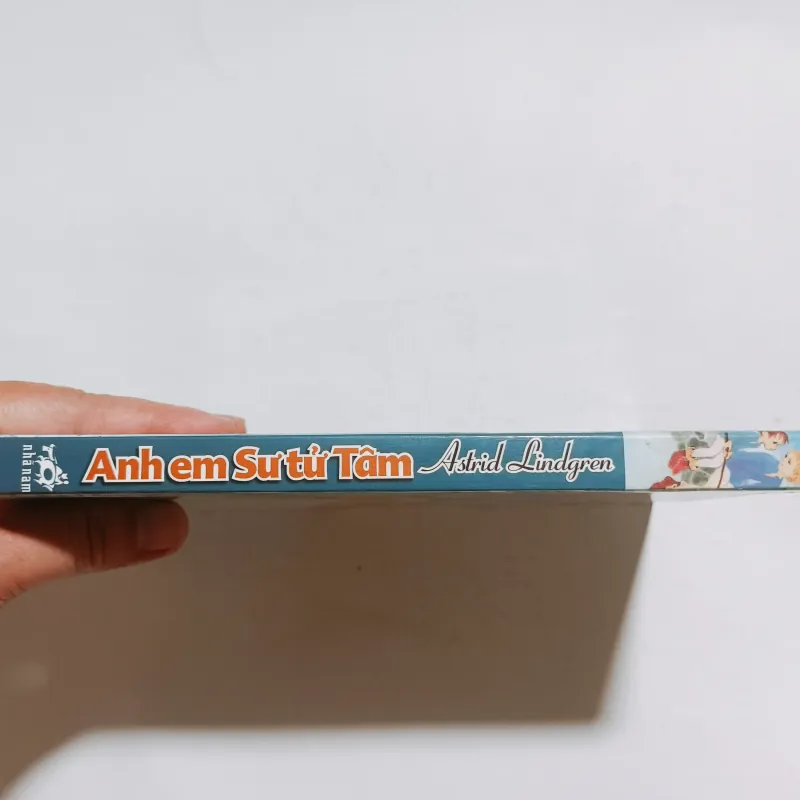 nhã nam
Anh em Sư tử Tâm Astrid Lindgren